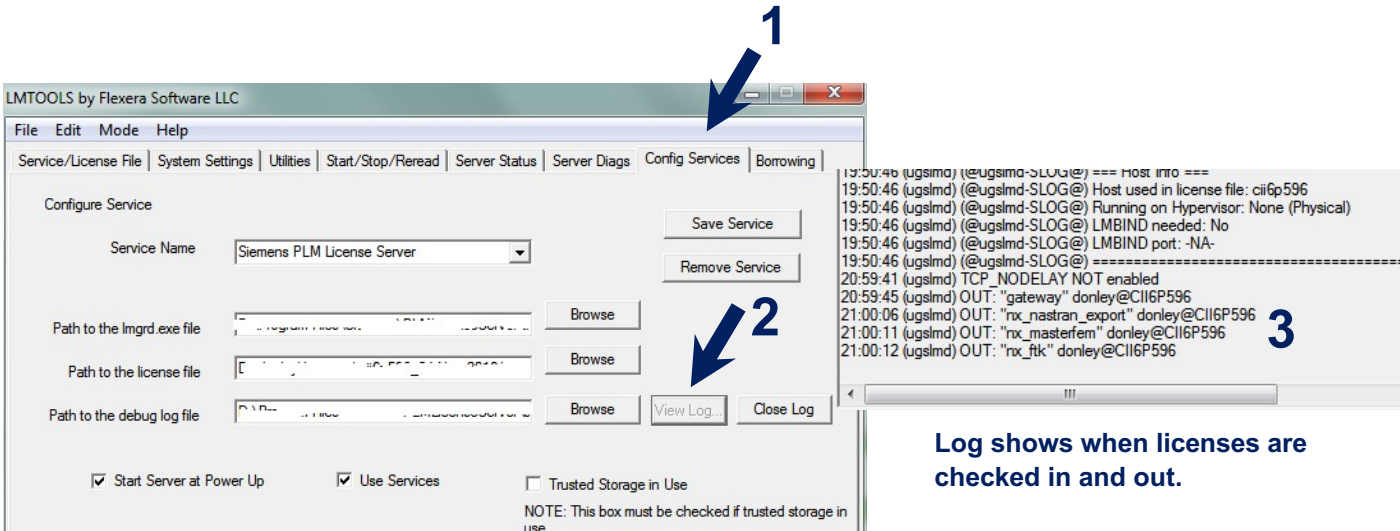 1
LMTOOLS by Flexera Software LLC
File Edit Mode Help
Service/License File System Settings Utilities Start/Stop/Reread Server Status Server Diags Config Services Borrowing
Configure Service
Save Service
Service Name Siemens PLM License Server
Remove Service
Path to the lmgrd.exe file Browse
2
Path to the license file Browse
Path to the debug log file Browse View Log... Close Log
Start Server at Power Up Use Services Trusted Storage in Use
NOTE: This box must be checked if trusted storage in
use
19:50:46 (ugslmd) (@ugslmd-SLOG@) === Host Info ===
19:50:46 (ugslmd) (@ugslmd-SLOG@) Host used in license file: cii6p596
19:50:46 (ugslmd) (@ugslmd-SLOG@) Running on Hypervisor: None (Physical)
19:50:46 (ugslmd) (@ugslmd-SLOG@) LMBIND needed: No
19:50:46 (ugslmd) (@ugslmd-SLOG@) LMBIND port: -NA-
19:50:46 (ugslmd) (@ugslmd-SLOG@) =====================================
20:59:41 (ugslmd) TCP_NODELAY NOT enabled
20:59:45 (ugslmd) OUT: "gateway" donley@CII6P596
21:00:06 (ugslmd) OUT: "nx_nastran_export" donley@CII6P596
21:00:11 (ugslmd) OUT: "nx_masterfem" donley@CII6P596
21:00:12 (ugslmd) OUT: "nx_ftk" donley@CII6P596
3
Log shows when licenses are
checked in and out.